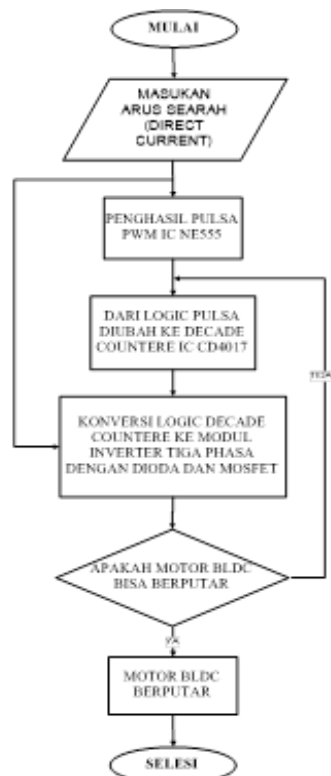 MULAI
MASUKAN
ARUS SEARAH
(DIRECT
CURRENT)
PENGHASIL PULSA
PWM IC NE555
DARI LOGIC PULSA
DIUBAH KE DECADE
COUNTERE IC CD4017
KONVERSI LOGIC DECADE
COUNTERE KE MODUL
INVERTER TIGA PHASA
DENGAN DIODA DAN MOSFET
APAKAH MOTOR BLDC
BISA BERPUTAR
YA
MOTOR BLDC
BERPUTAR
SELESI